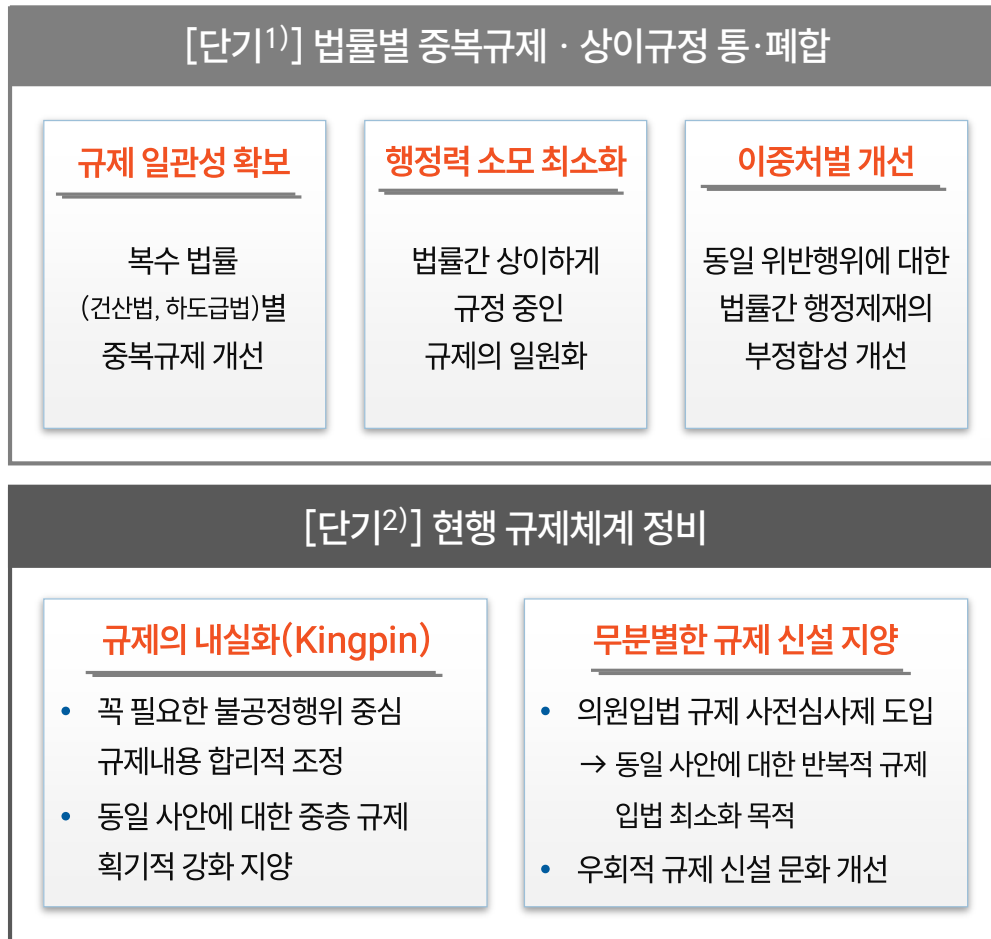 [단기1)] 법률별 중복규제 · 상이규정 통·폐합
규제 일관성 확보
복수 법률
(건산법, 하도급법)별
중복규제 개선
행정력 소모 최소화
법률간 상이하게
규정 중인
규제의 일원화
이중처벌 개선
동일 위반행위에 대한
법률간 행정제재의
부정합성 개선
[단기2)] 현행 규제체계 정비
규제의 내실화(Kingpin)
• 꼭 필요한 불공정행위 중심
규제내용 합리적 조정
• 동일 사안에 대한 중층 규제
획기적 강화 지양
무분별한 규제 신설 지양
• 의원입법 규제 사전심사제 도입
→ 동일 사안에 대한 반복적 규제
입법 최소화 목적
• 우회적 규제 신설 문화 개선